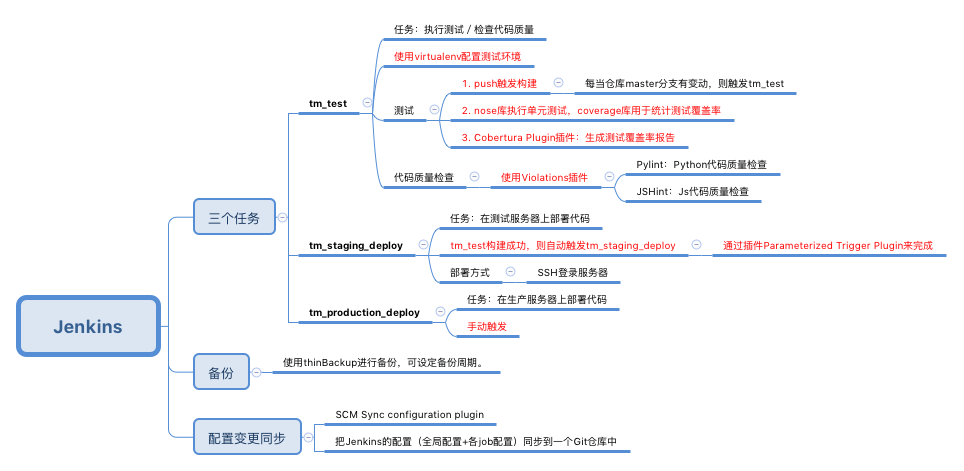 Jenkins
三个任务
tm_test
任务：执行测试 / 检查代码质量
使用virtualenv配置测试环境
测试
1. push触发构建
每当仓库master分支有变动，则触发tm_test
2. nose库执行单元测试，coverage库用于统计测试覆盖率
3. Cobertura Plugin插件：生成测试覆盖率报告
代码质量检查
使用Violations插件
Pylint：Python代码质量检查
JSHint：Js代码质量检查
tm_staging_deploy
任务：在测试服务器上部署代码
tm_test构建成功，则自动触发tm_staging_deploy
通过插件Parameterized Trigger Plugin来完成
部署方式
SSH登录服务器
tm_production_deploy
任务：在生产服务器上部署代码
手动触发
备份
使用thinBackup进行备份，可设定备份周期。
配置变更同步
SCM Sync configuration plugin
把Jenkins的配置（全局配置+各job配置）同步到一个Git仓库中